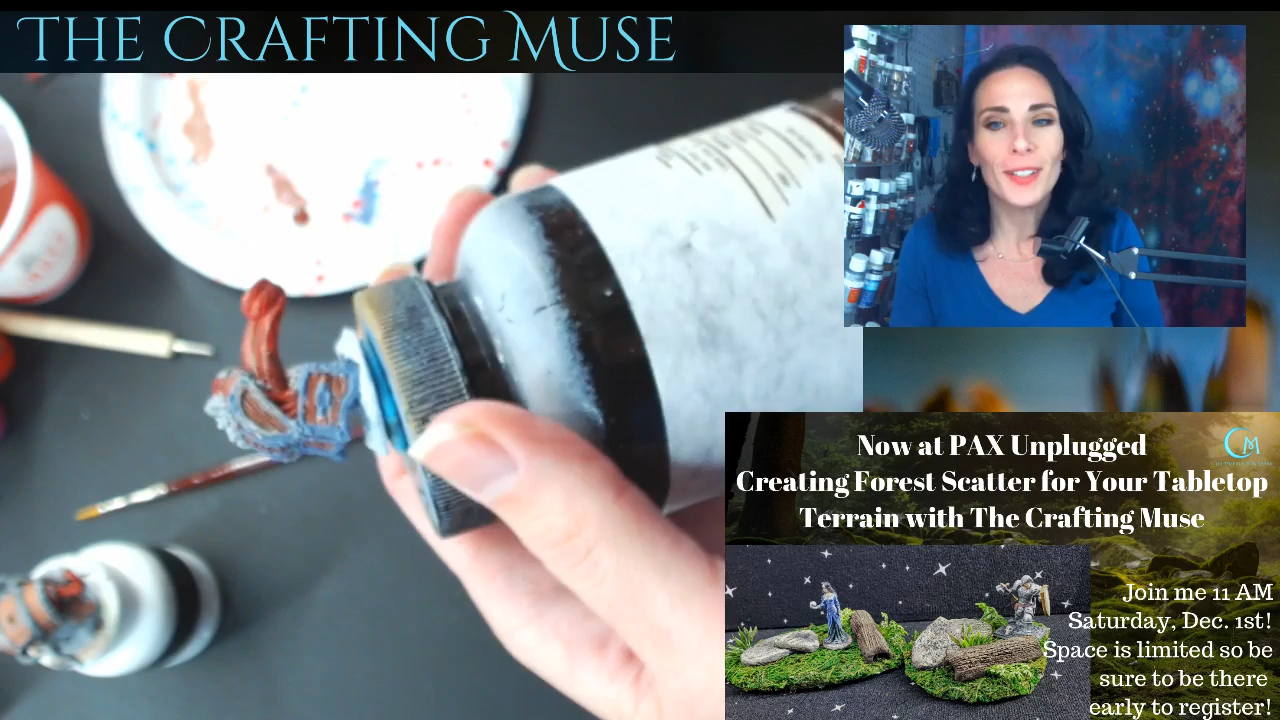 The Crafting Muse
Now at PAX Unplugged
Creating Forest Scatter for Your Tabletop
Terrain with The Crafting Muse
CM
Join me 11 AM
Saturday, Dec. 1st!
Space is limited so be
sure to be there
early to register!